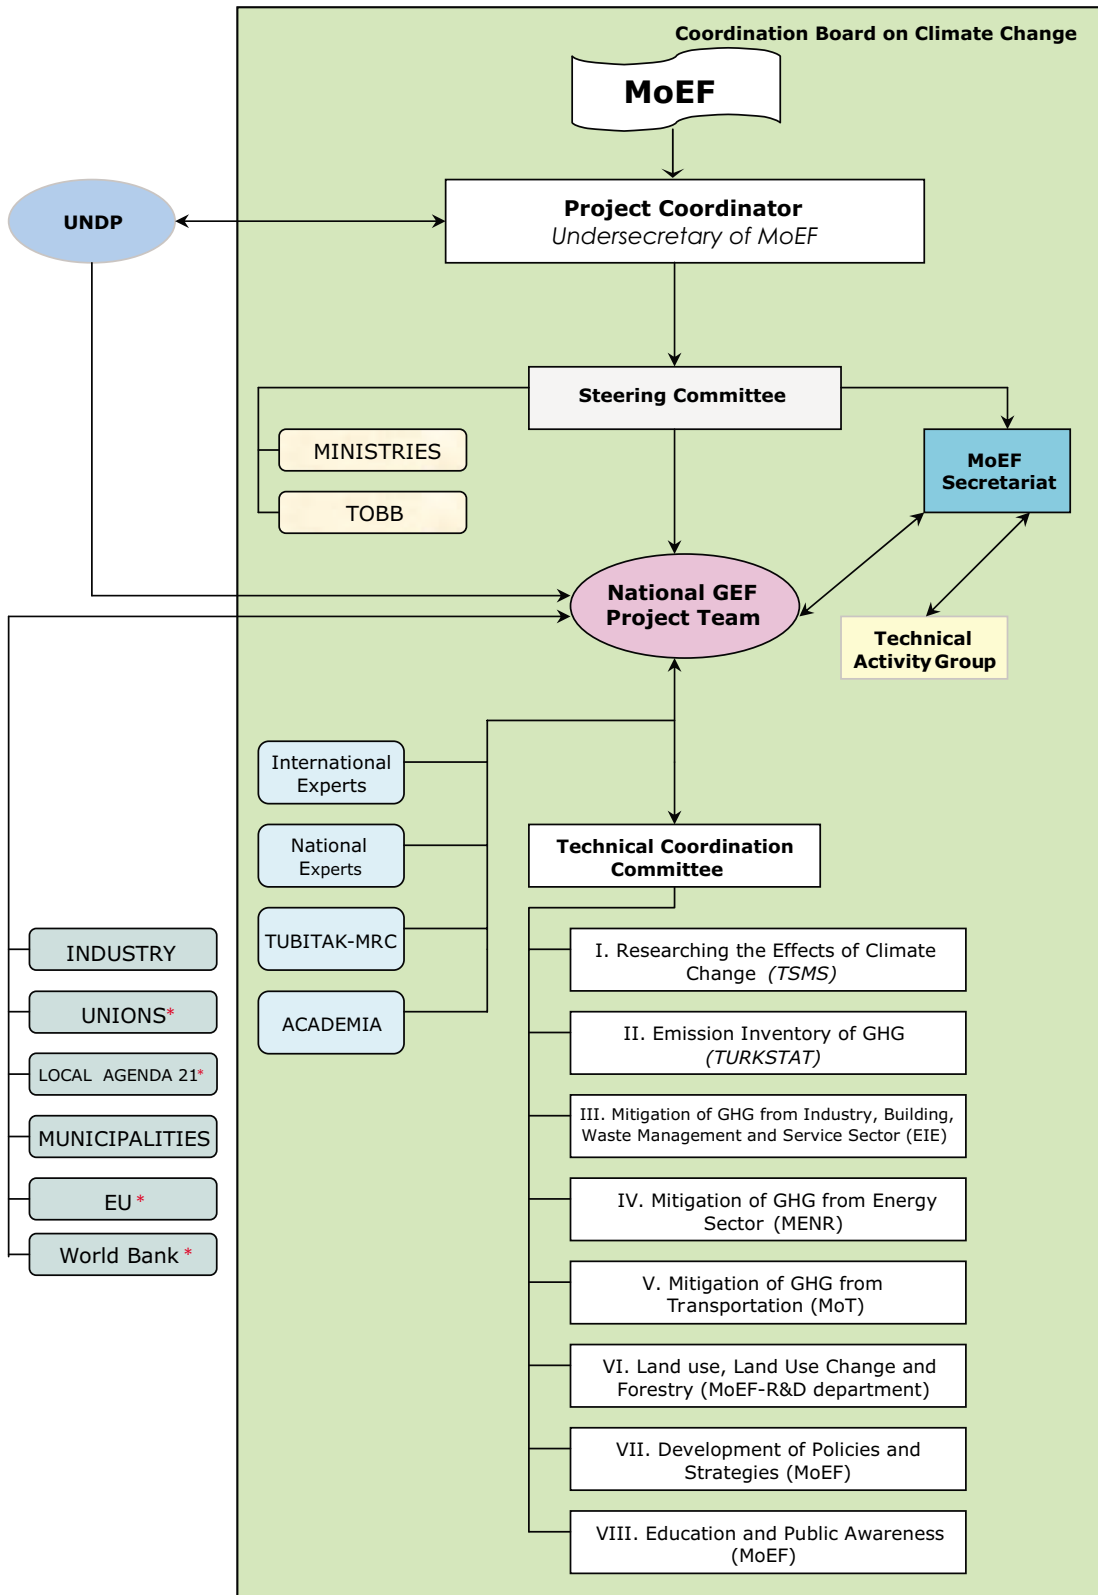 Coordination Board on Climate Change
MoEF
Project Coordinator
Undersecretary of MoEF
UNDP
Steering Committee
MINISTRIES
TOBB
MoEF
Secretariat
National GEF
Project Team
Technical
Activity Group
International
Experts
National
Experts
TUBITAK-MRC
ACADEMIA
Technical Coordination
Committee
INDUSTRY
UNIONS*
LOCAL AGENDA 21*
MUNICIPALITIES
EU *
World Bank *
I. Researching the Effects of Climate
Change (TSMS)
II. Emission Inventory of GHG
(TURKSTAT)
III. Mitigation of GHG from Industry, Building,
Waste Management and Service Sector (EIE)
IV. Mitigation of GHG from Energy
Sector (MENR)
V. Mitigation of GHG from
Transportation (MoT)
VI. Land use, Land Use Change and
Forestry (MoEF-R&D department)
VII. Development of Policies and
Strategies (MoEF)
VIII. Education and Public Awareness
(MoEF)